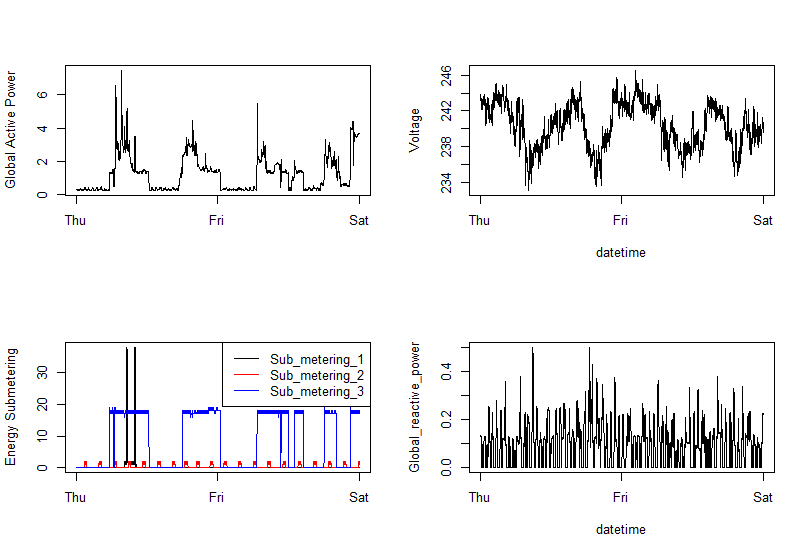 Global Active Power
0 2 4 6
Thu Fri Sat
Voltage
234 238 242 246
Thu Fri Sat
datetime
Energy Submetering
0 10 20 30
Sub_metering_1
Sub_metering_2
Sub_metering_3
Thu Fri Sat
Global_reactive_power
0.0 0.2 0.4
Thu Fri Sat
datetime